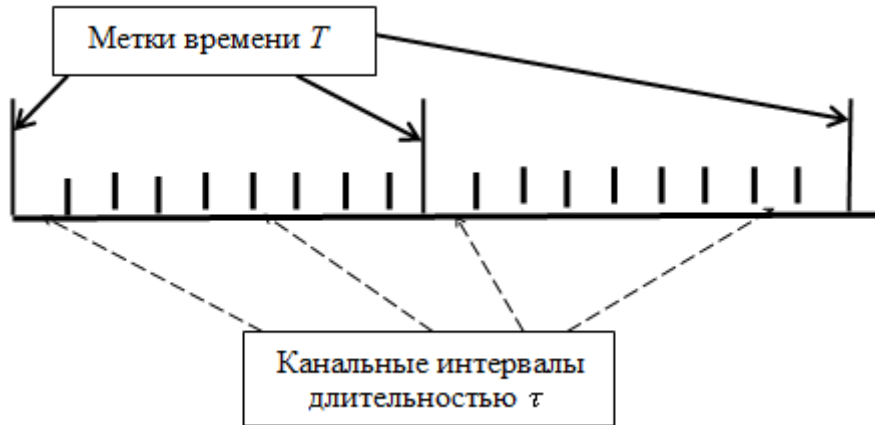 Метки времени T
Канальные интервалы
длительностью τ